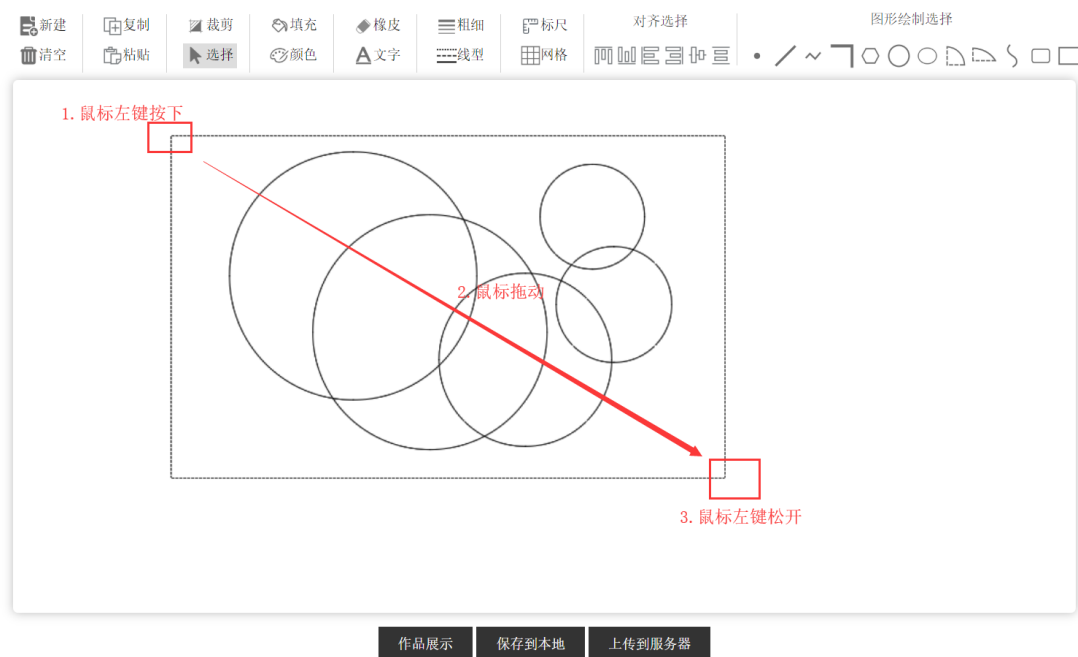 新建 复制 裁剪 填充 橡皮 粗细 标尺 对齐选择 图形绘制选择
清空 粘贴 选择 颜色 文字 线型 网格
1.鼠标左键按下
2.鼠标拖动
3.鼠标左键松开
作品展示 保存到本地 上传到服务器